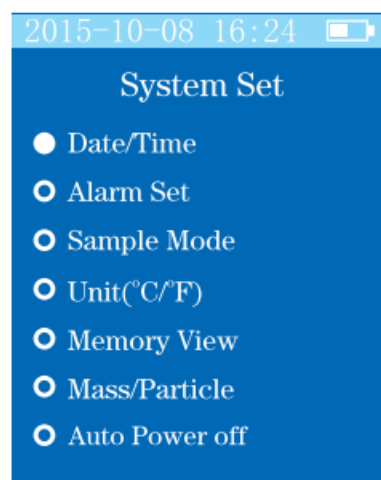 2015-10-08 16:24
System Set
Date/Time
Alarm Set
Sample Mode
Unit(°C/°F)
Memory View
Mass/Particle
Auto Power off